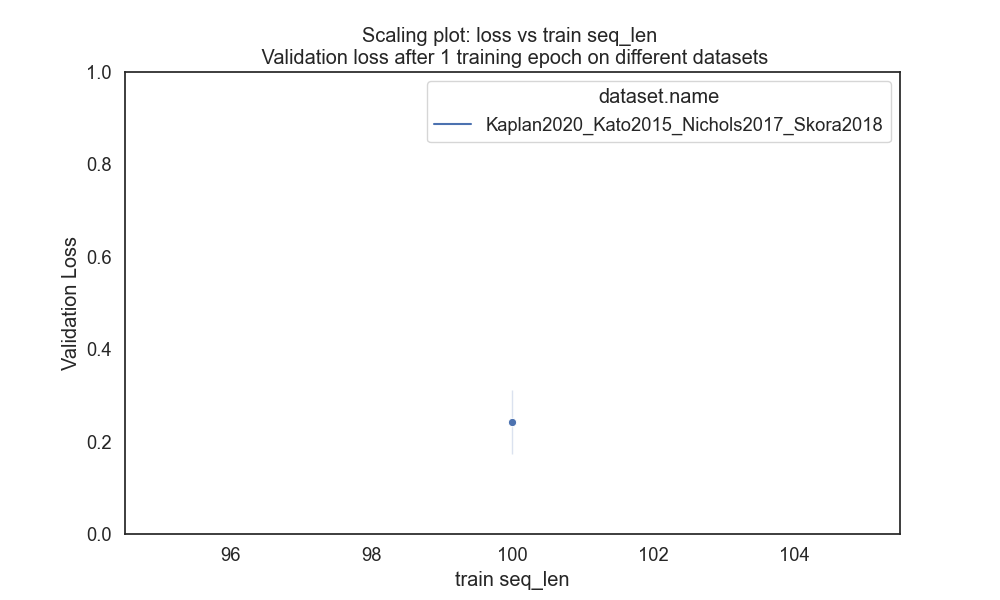 Scaling plot: loss vs train seq_len
Validation loss after 1 training epoch on different datasets
1.0
dataset.name
Kaplan2020_Kato2015_Nichols2017_Skora2018
0.8
0.6
Validation Loss
0.4
0.2
0.0
96 98 100 102 104
train seq_len